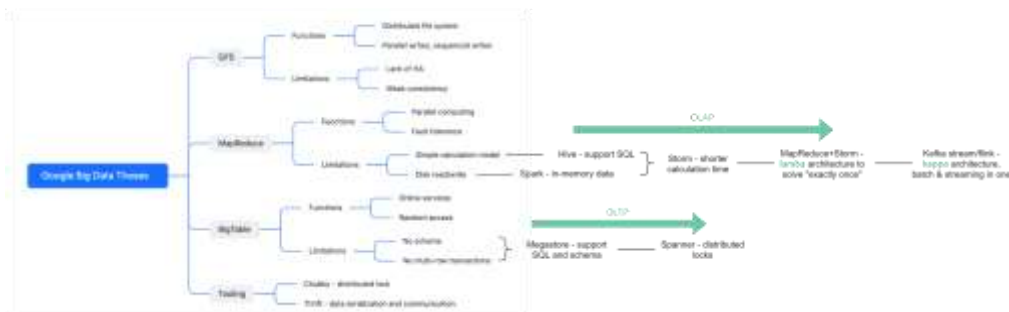 Google Big Data Theses
GFS
Functions
Distributed file system
Parallel writes, sequential writes
Limitations
Lack of HA
Weak consistency
MapReduce
Functions
Parallel computing
Fault tolerance
Limitations
Simple calculation model
Disk read/write
BigTable
Functions
Online services
Random access
Limitations
No schema
No multi-row transactions
Tooling
Chubby - distributed lock
Thrift - data serialization and communication
OLAP
Hive - support SQL
Spark - in-memory data
Storm - shorter
calculation time
MapReduce+Storm -
lamba architecture to
solve "exactly once"
Kafka stream/flink -
kappa architecture,
batch & streaming in one
OLTP
Megastore - support
SQL and schema
Spanner - distributed
locks